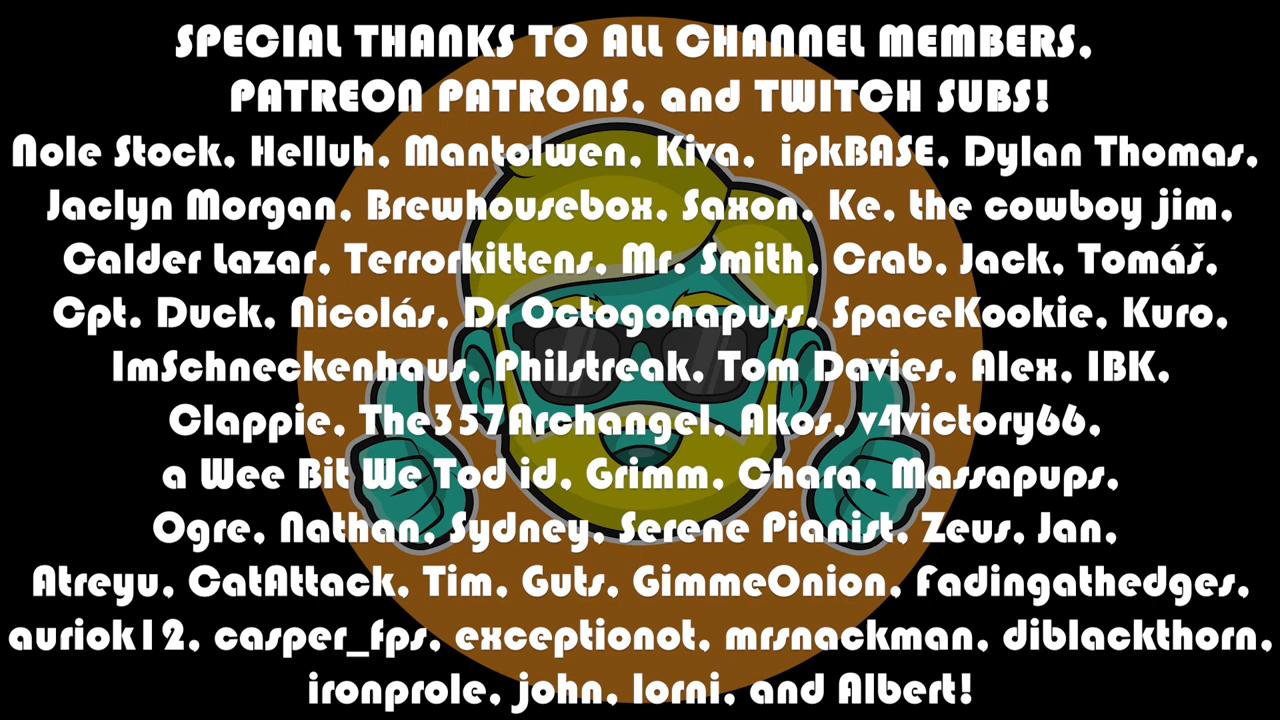 SPECIAL THANKS TO ALL CHANNEL MEMBERS,
PATREON PATRONS, and TWITCH SUBS!
Nole Stock, Helluh, Mantolwen, Kiva, ipkBASE, Dylan Thomas,
Jaclyn Morgan, Brewhousebox, Saxon, Ke, the cowboy jim,
Calder Lazar, Terrorkittens, Mr. Smith, Crab, Jack, Tomáš,
Cpt. Duck, Nicolás, Dr Octogonapuss, SpaceKookie, Kuro,
ImSchneckenhaus, Philstreak, Tom Davies, Alex, IBK,
Clappie, The357Archangel, Akos, v4victory66,
a Wee Bit We Tod id, Grimm, Chara, Massapups,
Ogre, Nathan, Sydney, Serene Pianist, Zeus, Jan,
Atreyu, CatAttack, Tim, Guts, GimmeOnion, Fadingathedges,
auriok12, casper_fps, exceptionot, mrsnackman, diblackthorn,
ironprole, john, lorni, and Albert!